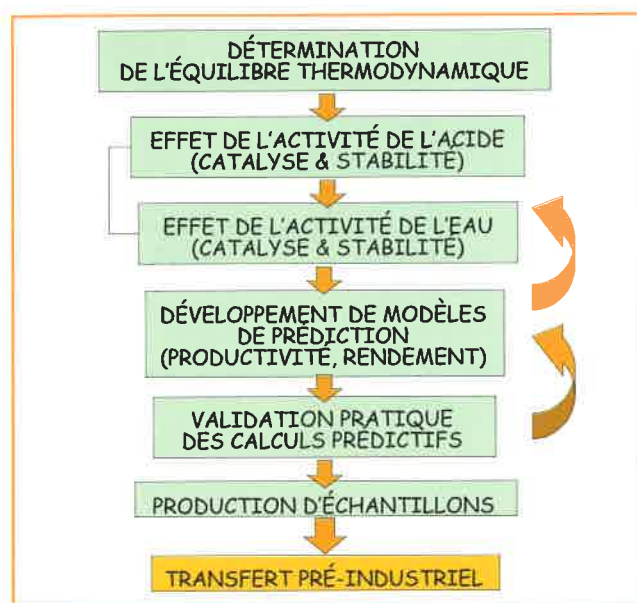 DÉTERMINATION
DE L'ÉQUILIBRE THERMODYNAMIQUE
EFFET DE L'ACTIVITÉ DE L'ACIDE
(CATALYSE & STABILITÉ)
EFFET DE L'ACTIVITÉ DE L'EAU
(CATALYSE & STABILITÉ)
DÉVELOPPEMENT DE MODÈLES
DE PRÉDICTION
(PRODUCTIVITÉ, RENDEMENT)
VALIDATION PRATIQUE
DES CALCULS PRÉDICTIFS
PRODUCTION D'ÉCHANTILLONS
TRANSFERT PRÉ-INDUSTRIEL